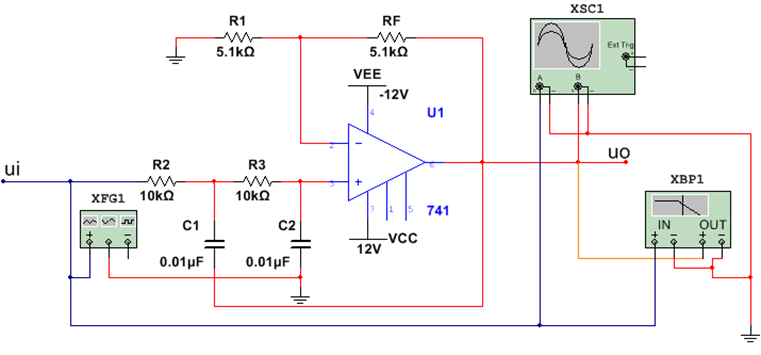 R1
5.1kΩ
RF
5.1kΩ
XSC1
Ext Trig
A
B
VEE
-12V
U1
4
2
3
6
7
1
5
741
12V
VCC
ui
uo
R2
10kΩ
R3
10kΩ
XFG1
C1
0.01µF
C2
0.01µF
XBP1
IN
OUT